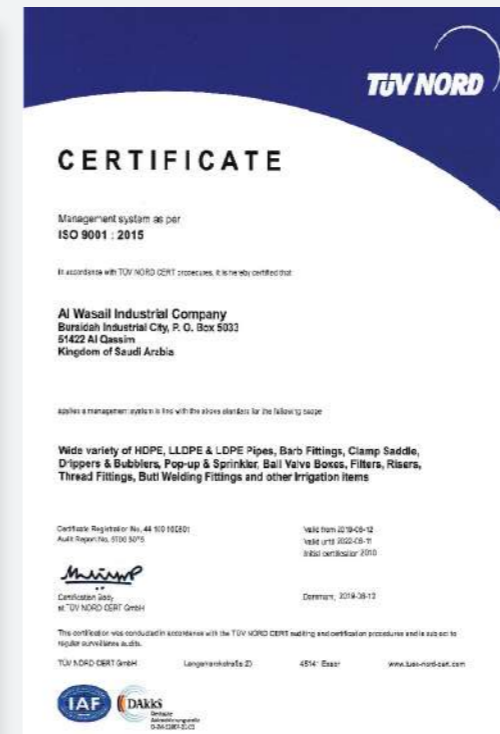 TÜV NORD
CERTIFICATE
Management system as per
ISO 9001 : 2015
In accordance with TÜV NORD CERT procedures, it is hereby certified that
Al Wasail Industrial Company
Buraidah Industrial City, P. O. Box 5033
51422 Al Qassim
Kingdom of Saudi Arabia
applies a management system in line with the above standard for the following scope
Wide variety of HDPE, LLDPE & LDPE Pipes, Barb Fittings, Clamp Saddle,
Drippers & Bubblers, Pop-up & Sprinkler, Ball Valve Boxes, Filters, Risers,
Thread Fittings, Butt Welding Fittings and other Irrigation Items
Certificate Registration No. 44 100
Audit Report No.
Valid from
Valid until
Initial certification 2010
Certification Body
at TÜV NORD CERT GmbH
This certification was conducted in accordance with the TÜV NORD CERT auditing and certification procedures and is subject to
regular surveillance audits.
TÜV NORD CERT GmbH
IAF
DAkkS
Deutsche
Akkreditierungsstelle